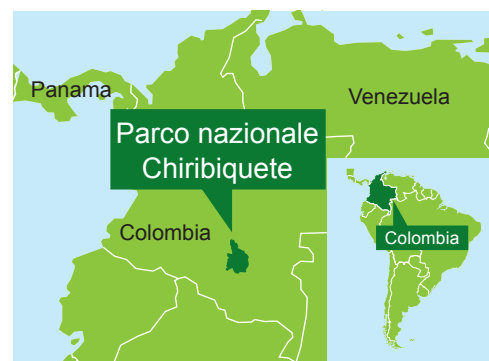 Panama
Venezuela
Parco nazionale
Chiribiquete
Colombia
Colombia